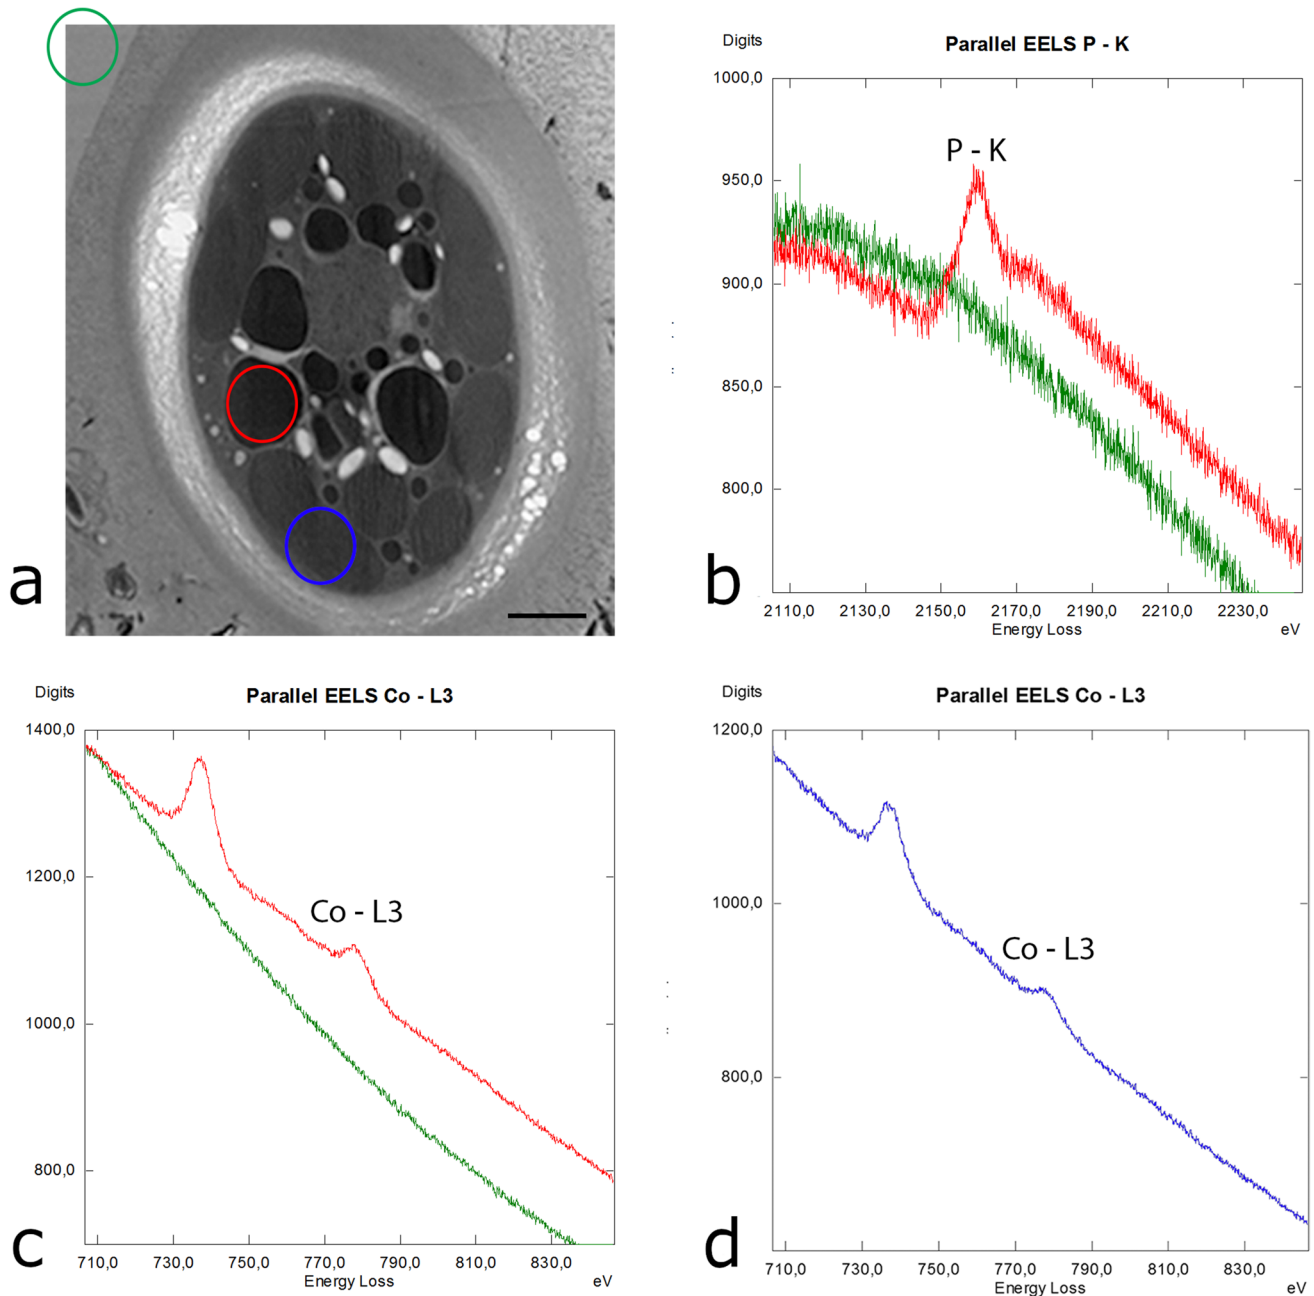 a
Digits
Parallel EELS P - K
1000,0
950,0
900,0
850,0
800,0
P - K
2110,0 2130,0 2150,0 2170,0 2190,0 2210,0 2230,0
Energy Loss eV
b
Digits
Parallel EELS Co - L3
1400,0
1200,0
1000,0
800,0
Co - L3
710,0 730,0 750,0 770,0 790,0 810,0 830,0
Energy Loss eV
c
Digits
Parallel EELS Co - L3
1200,0
1000,0
800,0
Co - L3
710,0 730,0 750,0 770,0 790,0 810,0 830,0
Energy Loss eV
d